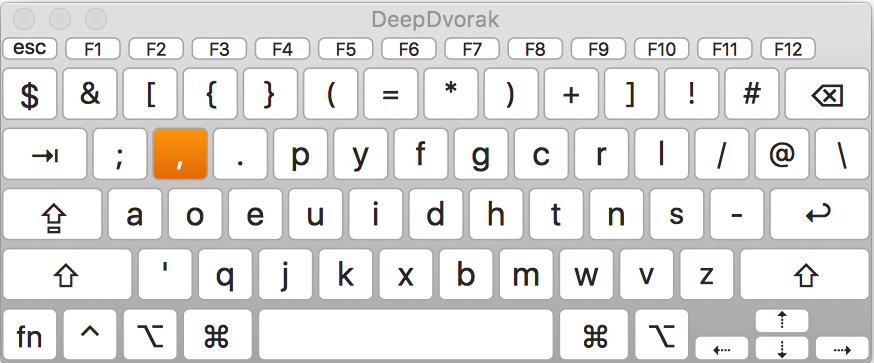 DeepDvorak
esc F1 F2 F3 F4 F5 F6 F7 F8 F9 F10 F11 F12
$ & [ { } ( = * ) + ] ! # ⌫
⇥ ; , . p y f g c r l / @ \
⇪ a o e u i d h t n s - ↩
⇧ ' q j k x b m w v z ⇧
fn ^ ⌥ ⌘ ⌘ ⌥ ⇠ ⇡ ⇣ ⇢